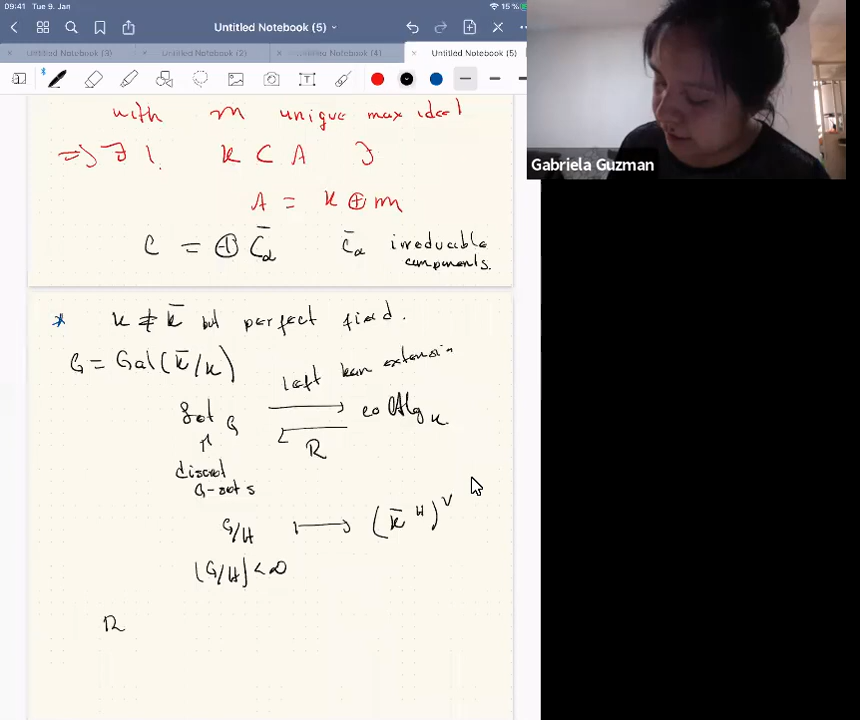 09:41 Tue 9. Jan
15 %
Untitled Notebook (5)
Untitled Notebook (3)
Untitled Notebook (2)
Untitled Notebook (4)
Untitled Notebook (5)
Gabriela Guzman
with m unique max ideal
=> ∃ !. k ⊂ A
A = k ⊕ m
C = ⊕ C̄α C̄α irreducible
components.
* k ≠ k̄ but perfect field.
G = Gal(k̄/k)
left kan extension
Set G coAlg k
R
↑
discret
G-sets
G/H ↦ (k̄^H)^∨
|G/H| < ∞
R